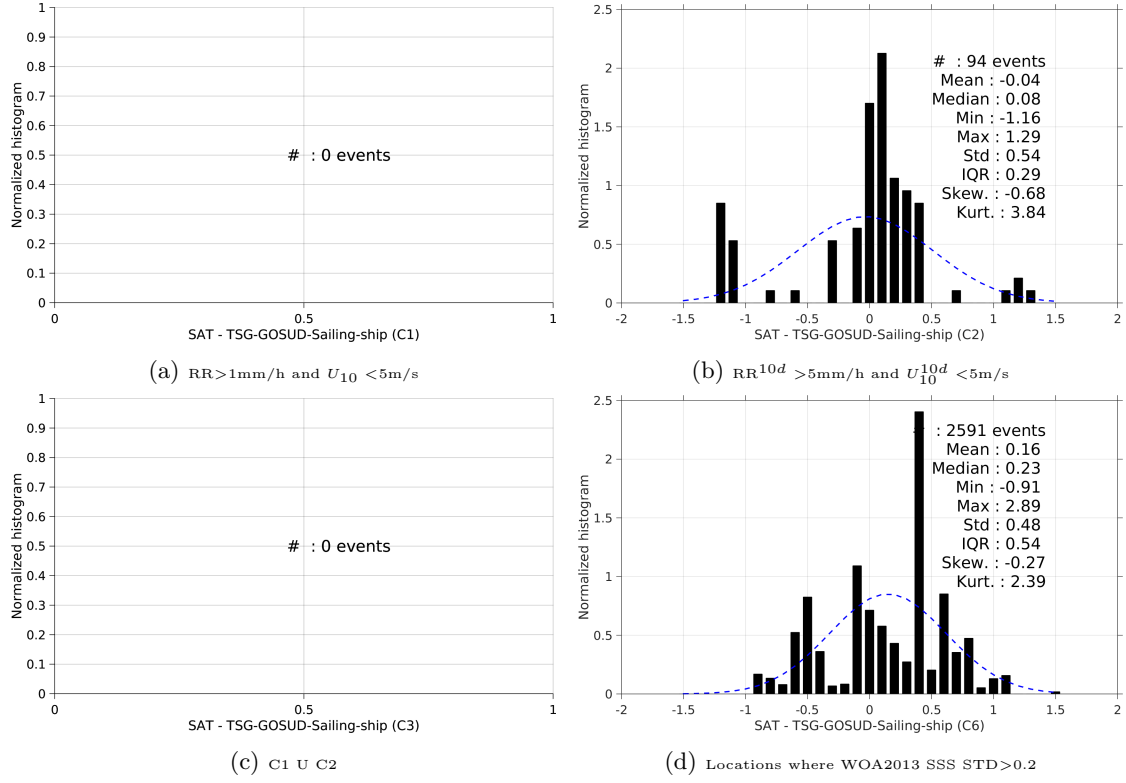 1
0.9
0.8
0.7
0.6
0.5
0.4
0.3
0.2
0.1
0
Normalized histogram
# : 0 events
0 0.5 1
SAT - TSG-GOSUD-Sailing-ship (C1)
(a) RR>1mm/h and U10 <5m/s
2.5
2
1.5
1
0.5
0
Normalized histogram
# : 94 events
Mean : -0.04
Median : 0.08
Min : -1.16
Max : 1.29
Std : 0.54
IQR : 0.29
Skew. : -0.68
Kurt. : 3.84
-2 -1.5 -1 -0.5 0 0.5 1 1.5 2
SAT - TSG-GOSUD-Sailing-ship (C2)
(b) RR10d >5mm/h and U10d10 <5m/s
1
0.9
0.8
0.7
0.6
0.5
0.4
0.3
0.2
0.1
0
Normalized histogram
# : 0 events
0 0.5 1
SAT - TSG-GOSUD-Sailing-ship (C3)
(c) C1 U C2
2.5
2
1.5
1
0.5
0
Normalized histogram
# : 2591 events
Mean : 0.16
Median : 0.23
Min : -0.91
Max : 2.89
Std : 0.48
IQR : 0.54
Skew. : -0.27
Kurt. : 2.39
-2 -1.5 -1 -0.5 0 0.5 1 1.5 2
SAT - TSG-GOSUD-Sailing-ship (C6)
(d) Locations where WOA2013 SSS STD>0.2